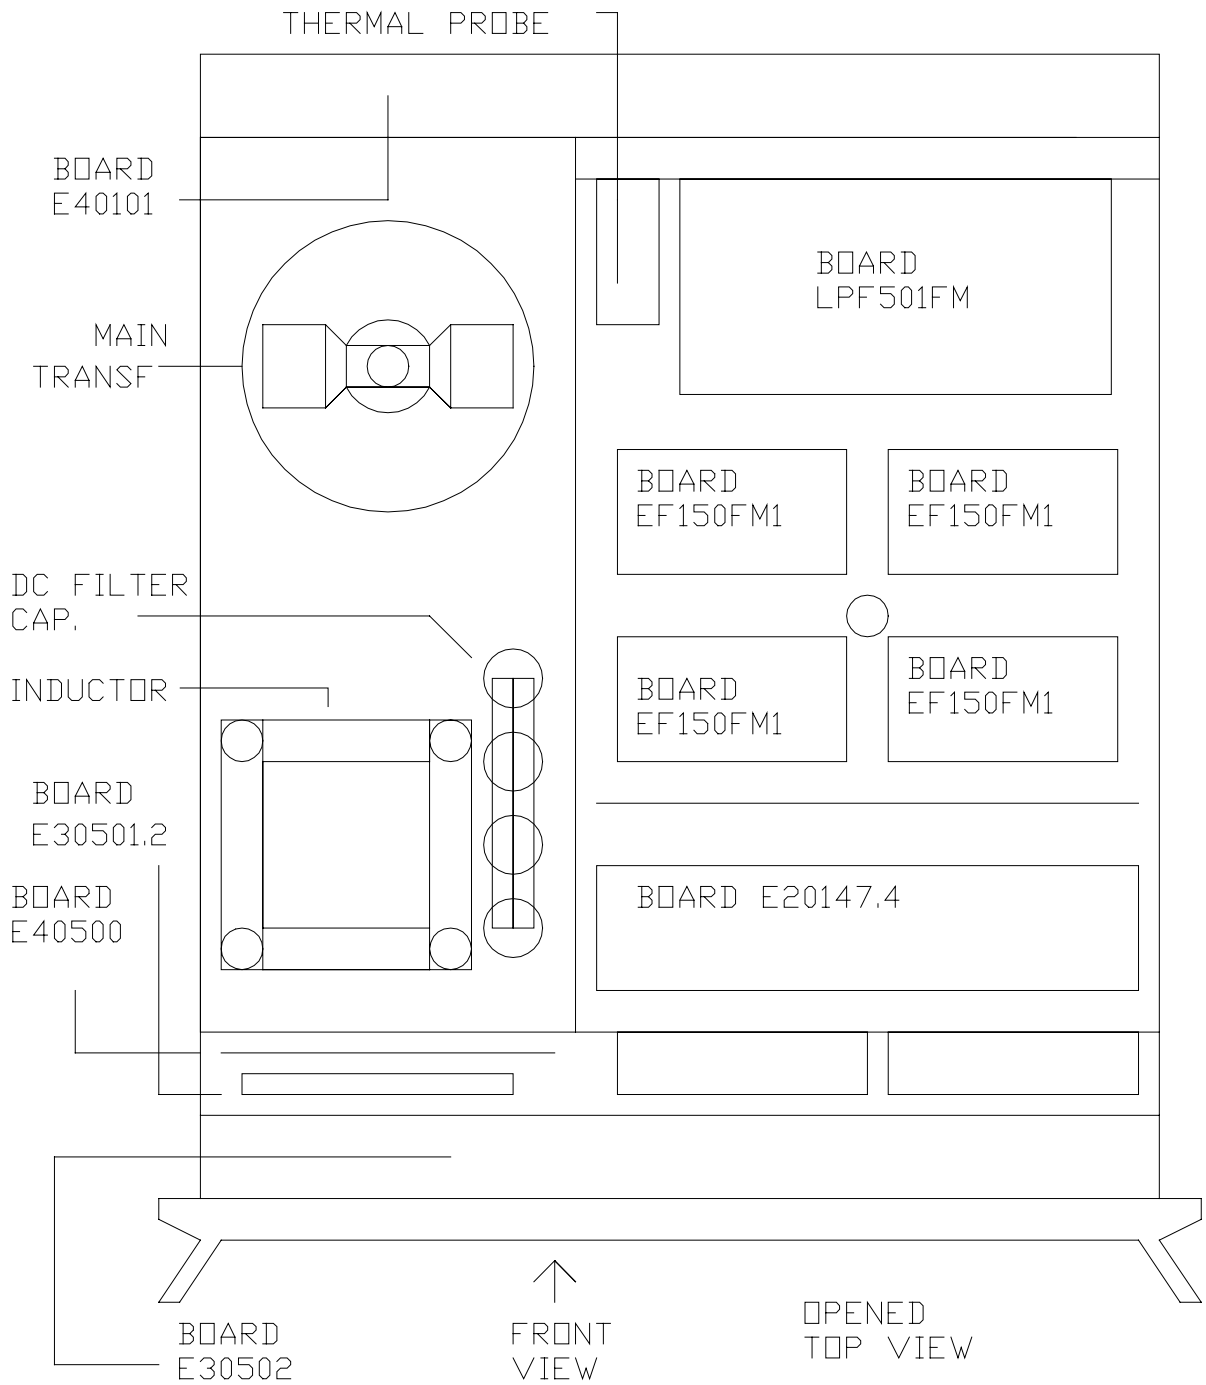 THERMAL PROBE
BOARD
E40101
BOARD
LPF501FM
MAIN
TRANSF
BOARD
EF150FM1
BOARD
EF150FM1
DC FILTER
CAP.
INDUCTOR
BOARD
EF150FM1
BOARD
EF150FM1
BOARD
E30501.2
BOARD
E40500
BOARD E20147.4
BOARD
E30502
FRONT
VIEW
OPENED
TOP VIEW